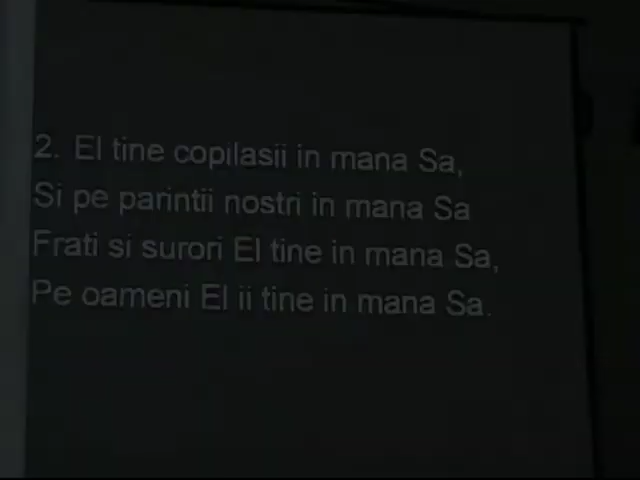 2. El tine copilasii in mana Sa,
Si pe parintii nostri in mana Sa
Frati si surori El tine in mana Sa,
Pe oameni El ii tine in mana Sa.